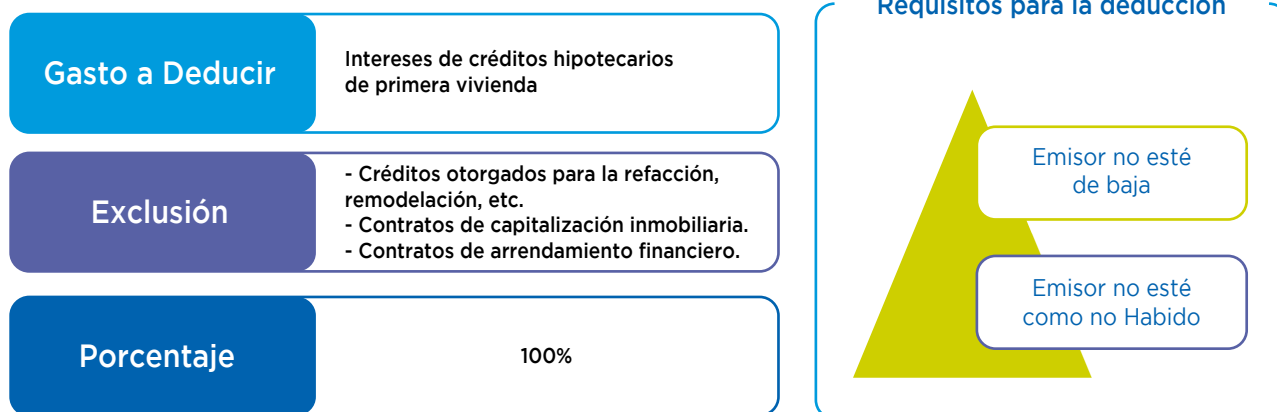 Gasto a Deducir
Intereses de créditos hipotecarios
de primera vivienda
Exclusión
- Créditos otorgados para la refacción,
remodelación, etc.
- Contratos de capitalización inmobiliaria.
- Contratos de arrendamiento financiero.
Porcentaje
100%
Requisitos para la deducción
Emisor no esté
de baja
Emisor no esté
como no Habido